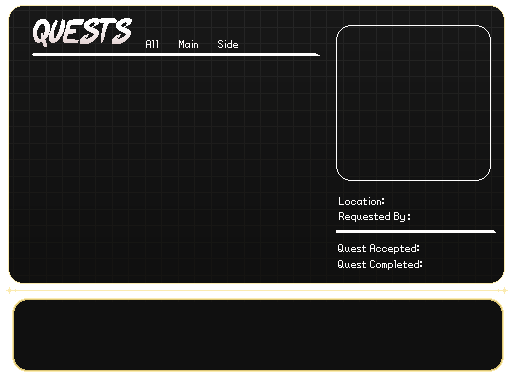 QUESTS
All Main Side
Location:
Requested By:
Quest Accepted:
Quest Completed: